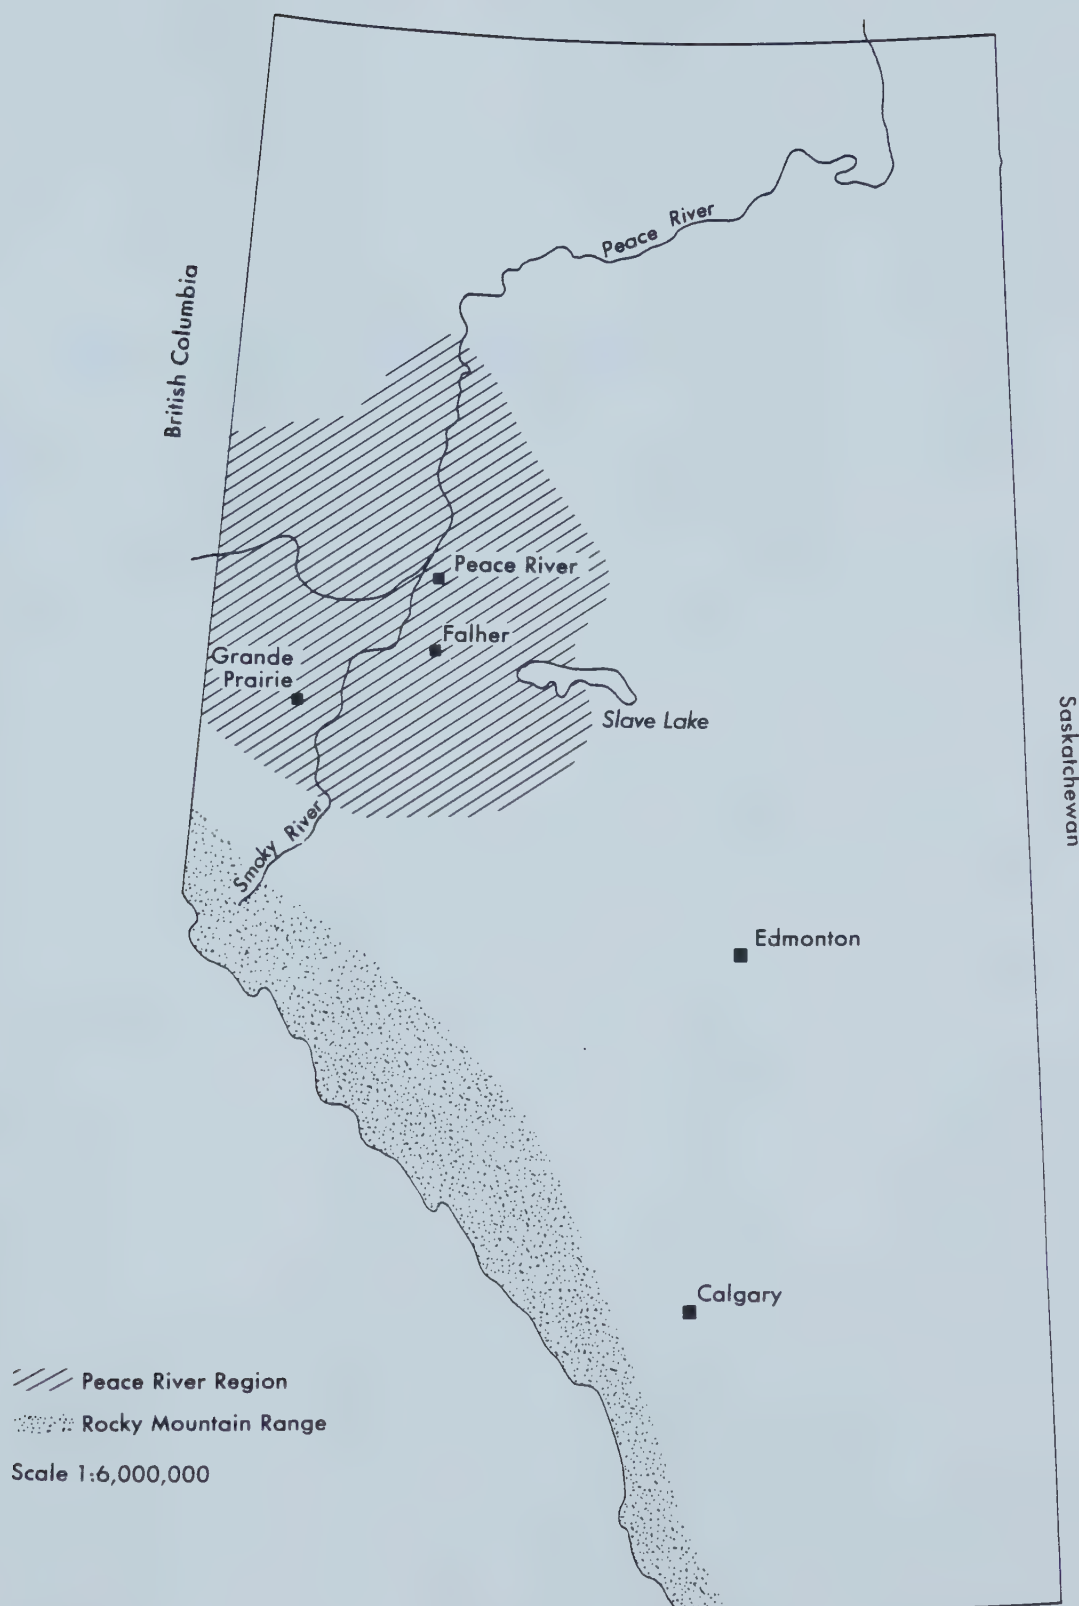 Peace River
British Columbia
Peace River
Falher
Grande
Prairie
Slave Lake
Saskatchewan
Smoky River
Edmonton
Calgary
Peace River Region
Rocky Mountain Range
Scale 1:6,000,000